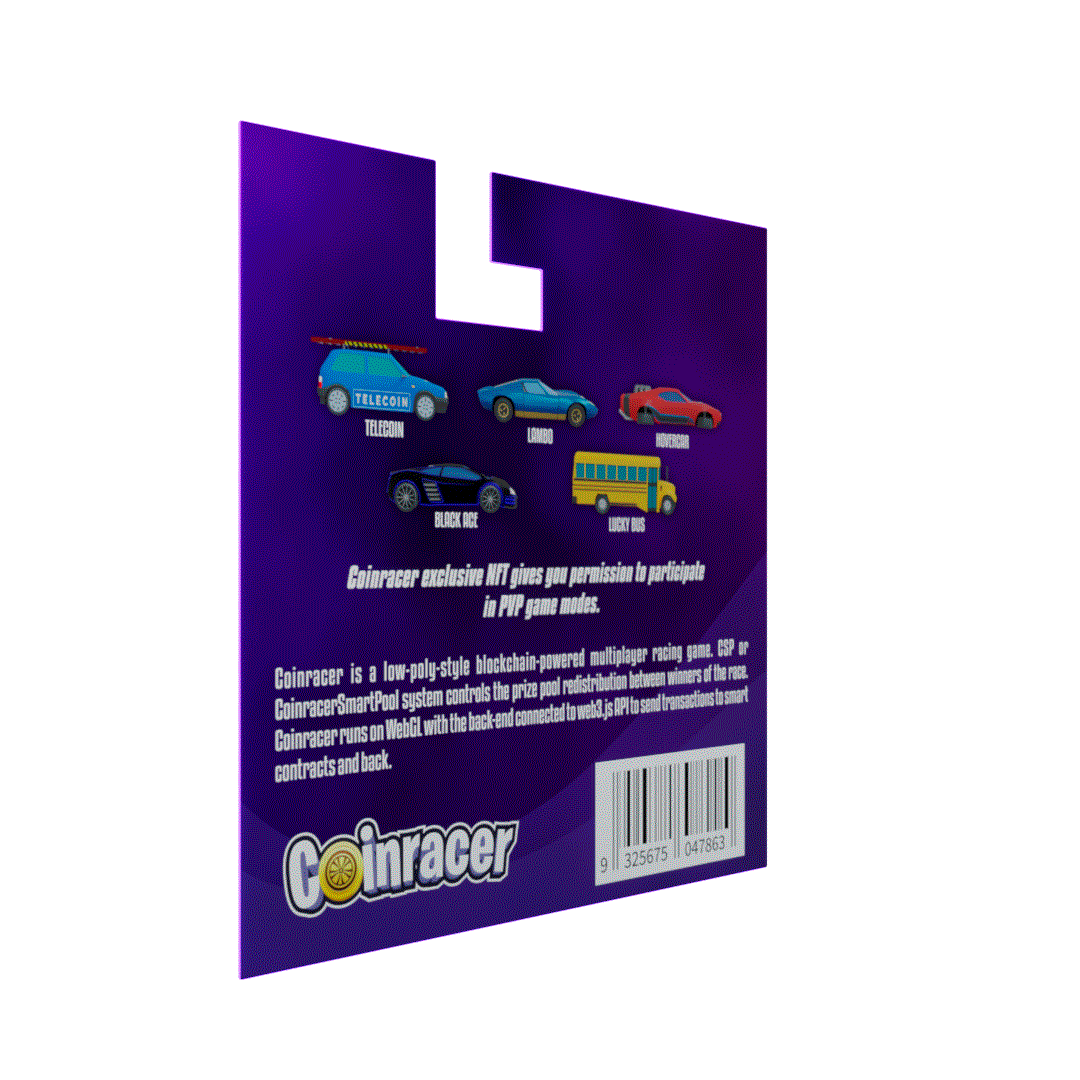 TELECOIN
TELECOIN
LAMBO
HOVERCAR
BLACK ACE
LUCKY BUS
Coinracer exclusive NFT gives you permission to participate
in PVP game modes.
Coinracer is a low-poly-style blockchain-powered multiplayer racing game. CSP or
CoinracerSmartPool system controls the prize pool redistribution between winners of the race.
Coinracer runs on WebGL with the back-end connected to web3.js API to send transactions to smart
contracts and back.
Coinracer
9 325675 047863